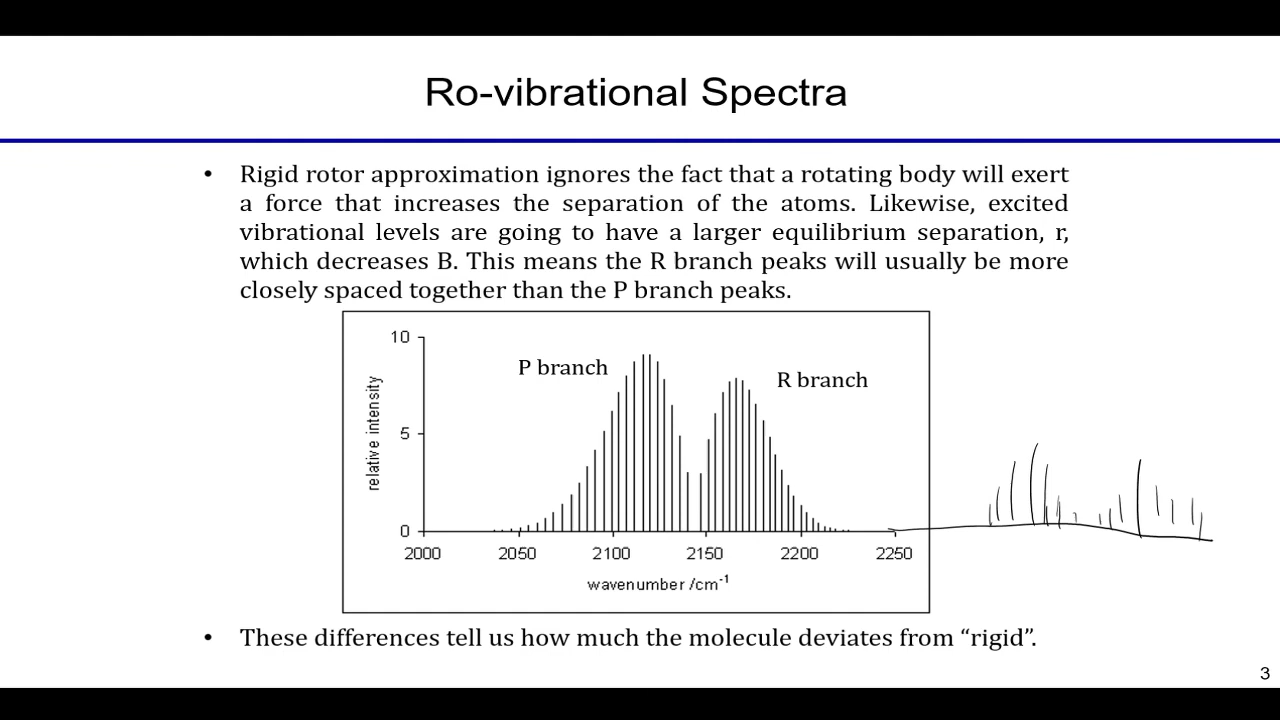 Ro-vibrational Spectra
• Rigid rotor approximation ignores the fact that a rotating body will exert
a force that increases the separation of the atoms. Likewise, excited
vibrational levels are going to have a larger equilibrium separation, r,
which decreases B. This means the R branch peaks will usually be more
closely spaced together than the P branch peaks.
10
P branch
R branch
relative intensity
5
0
2000 2050 2100 2150 2200 2250
wavenumber /cm⁻¹
• These differences tell us how much the molecule deviates from “rigid”.
3